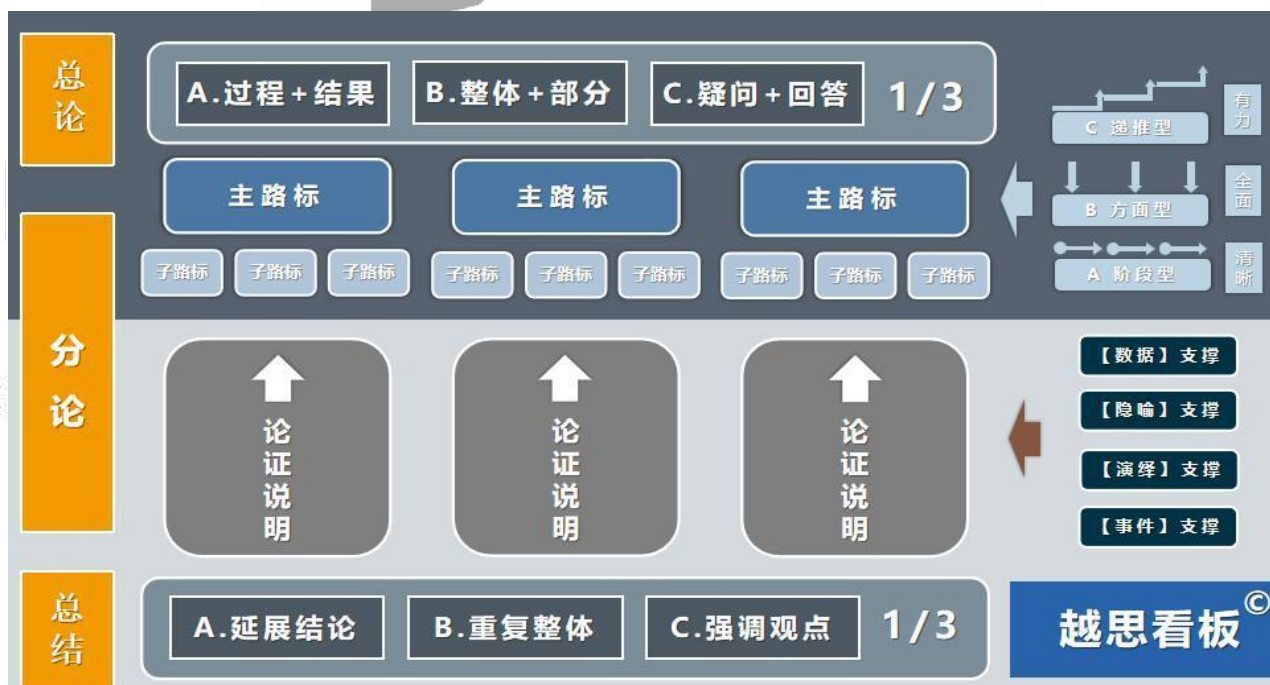 总论
A.过程+结果
B.整体+部分
C.疑问+回答
1/3
主路标
主路标
主路标
子路标
子路标
子路标
子路标
子路标
子路标
子路标
子路标
子路标
C 递推型
有力
B 方面型
全面
A 阶段型
清晰
分论
论证说明
论证说明
论证说明
【数据】支撑
【隐喻】支撑
【演绎】支撑
【事件】支撑
总结
A.延展结论
B.重复整体
C.强调观点
1/3
越思看板©